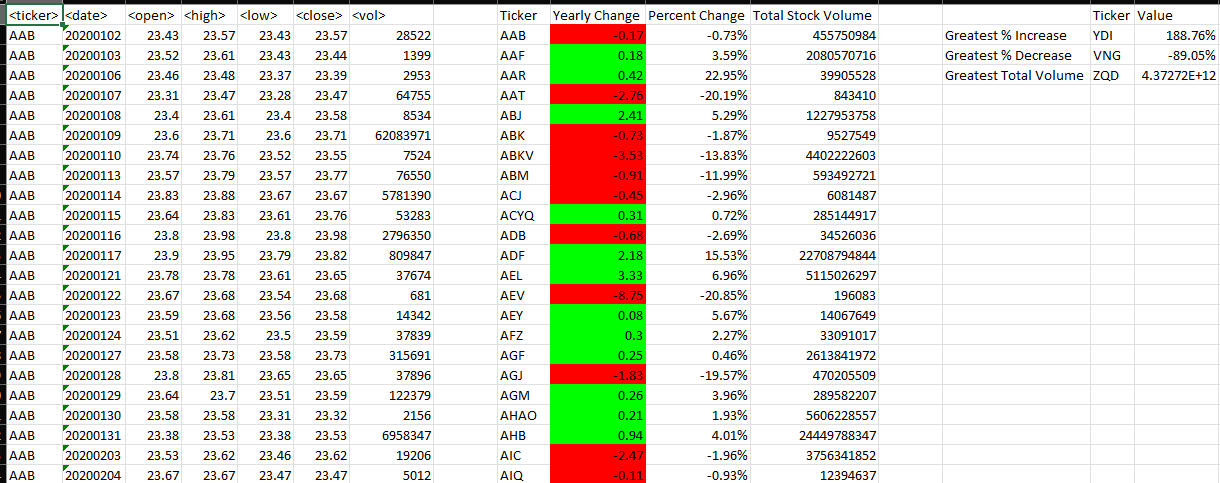 <ticker> <date> <open> <high> <low> <close> <vol> Ticker Yearly Change Percent Change Total Stock Volume Ticker Value
AAB 20200102 23.43 23.57 23.43 23.57 28522 AAB -0.17 -0.73% 455750984 Greatest % Increase YDI 188.76%
AAB 20200103 23.52 23.61 23.43 23.44 1399 AAF 0.18 3.59% 2080570716 Greatest % Decrease VNG -89.05%
AAB 20200106 23.46 23.48 23.37 23.39 2953 AAR 0.42 22.95% 39905528 Greatest Total Volume ZQD 4.37272E+12
AAB 20200107 23.31 23.47 23.28 23.47 64755 AAT -2.76 -20.19% 843410
AAB 20200108 23.4 23.61 23.4 23.58 8534 ABJ 2.41 5.29% 1227953758
AAB 20200109 23.6 23.71 23.6 23.71 62083971 ABK -0.73 -1.87% 9527549
AAB 20200110 23.74 23.76 23.52 23.55 7524 ABKV -3.53 -13.83% 4402222603
AAB 20200113 23.57 23.79 23.57 23.77 76550 ABM -0.91 -11.99% 593492721
AAB 20200114 23.83 23.88 23.67 23.67 5781390 ACJ -0.45 -2.96% 6081487
AAB 20200115 23.64 23.83 23.61 23.76 53283 ACYQ 0.31 0.72% 285144917
AAB 20200116 23.8 23.98 23.8 23.98 2796350 ADB -0.68 -2.69% 34526036
AAB 20200117 23.9 23.95 23.79 23.82 809847 ADF 2.18 15.53% 22708794844
AAB 20200121 23.78 23.78 23.61 23.65 37674 AEL 3.33 6.96% 5115026297
AAB 20200122 23.67 23.68 23.54 23.68 681 AEV -8.75 -20.85% 196083
AAB 20200123 23.59 23.68 23.56 23.58 14342 AEY 0.08 5.67% 14067649
AAB 20200124 23.51 23.62 23.5 23.59 37839 AFZ 0.3 2.27% 33091017
AAB 20200127 23.58 23.73 23.58 23.73 315691 AGF 0.25 0.46% 2613841972
AAB 20200128 23.8 23.81 23.65 23.65 37896 AGJ -1.83 -19.57% 470205509
AAB 20200129 23.64 23.7 23.51 23.59 122379 AGM 0.26 3.96% 289582207
AAB 20200130 23.58 23.58 23.31 23.32 2156 AHAO 0.21 1.93% 5606228557
AAB 20200131 23.38 23.53 23.38 23.53 6958347 AHB 0.94 4.01% 24449788347
AAB 20200203 23.53 23.62 23.46 23.62 19206 AIC -2.47 -1.96% 3756341852
AAB 20200204 23.67 23.67 23.47 23.47 5012 AIQ -0.11 -0.93% 12394637